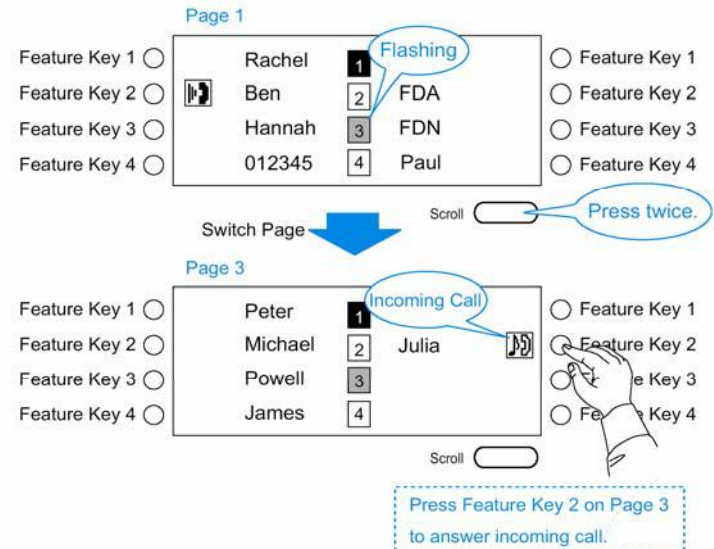 Page 1
Feature Key 1 Rachel 1 Flashing Feature Key 1
Feature Key 2 Ben 2 FDA Feature Key 2
Feature Key 3 Hannah 3 FDN Feature Key 3
Feature Key 4 012345 4 Paul Feature Key 4
Scroll Press twice.
Switch Page
Page 3
Incoming Call
Feature Key 1 Peter 1 Feature Key 1
Feature Key 2 Michael 2 Julia Feature Key 2
Feature Key 3 Powell 3 e Key 3
Feature Key 4 James 4 Fe Key 4
Scroll
Press Feature Key 2 on Page 3
to answer incoming call.